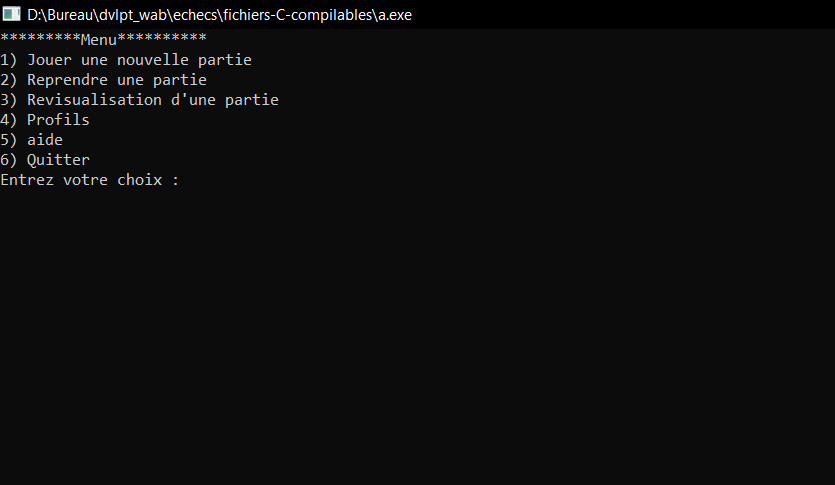 D:\Bureau\dvlpt_wab\echecs\fichiers-C-compilables\a.exe
*********Menu**********
1) Jouer une nouvelle partie
2) Reprendre une partie
3) Revisualisation d'une partie
4) Profils
5) aide
6) Quitter
Entrez votre choix :